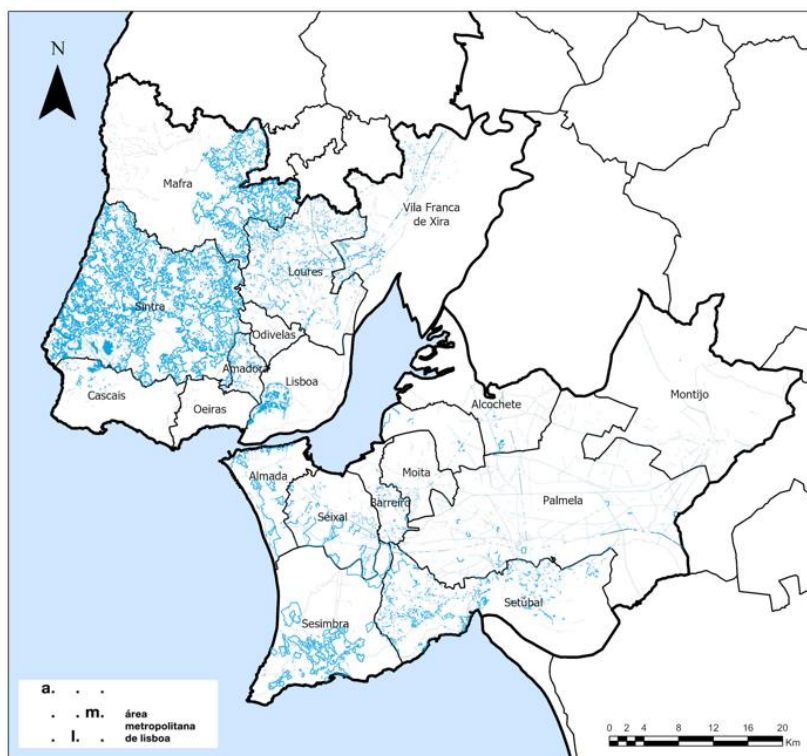 N
Mafra
Vila Franca
de Xira
Loures
Sintra
Odivelas
Amadora
Lisboa
Cascais
Oeiras
Alcochete
Montijo
Almada
Moita
Seixal
Barreiro
Palmela
Setúbal
Sesimbra
a.
. . m. área
metropolitana
. l. . de lisboa
0 2 4 8 12 16 20
Km